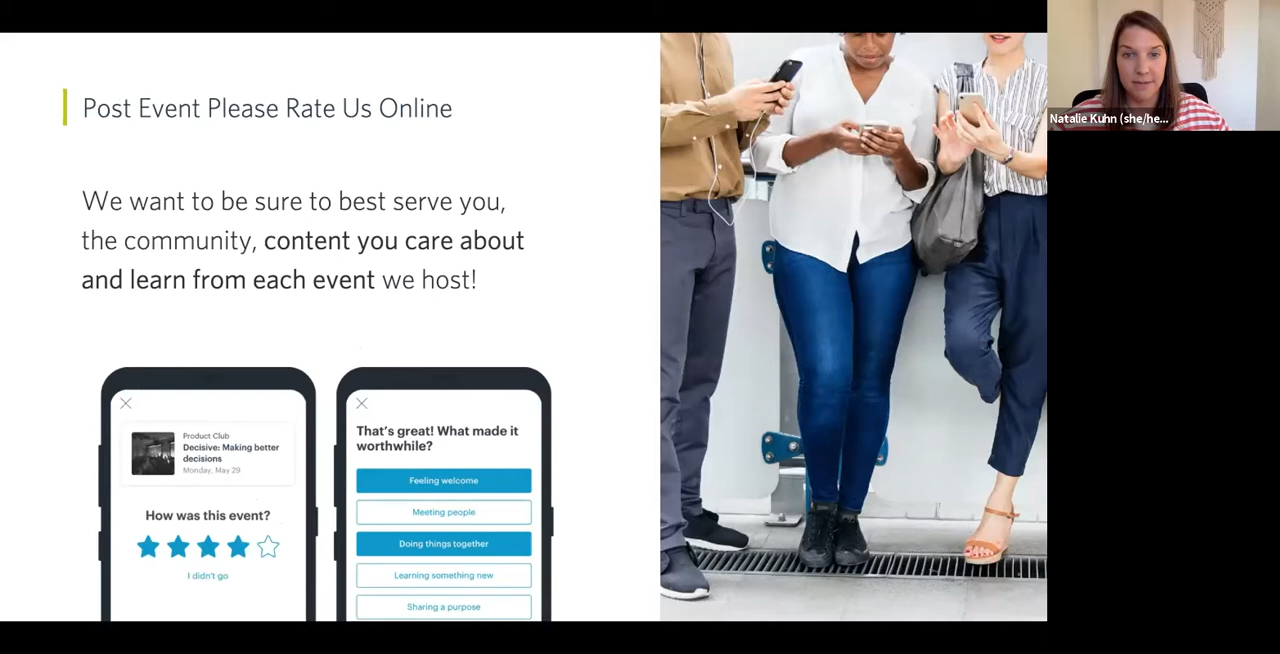 Post Event Please Rate Us Online
We want to be sure to best serve you,
the community, content you care about
and learn from each event we host!
Product Club
Decisive: Making better
decisions
Monday, May 29
How was this event?
I didn't go
That's great! What made it
worthwhile?
Feeling welcome
Meeting people
Doing things together
Learning something new
Sharing a purpose
Natalie Kuhn (she/he...